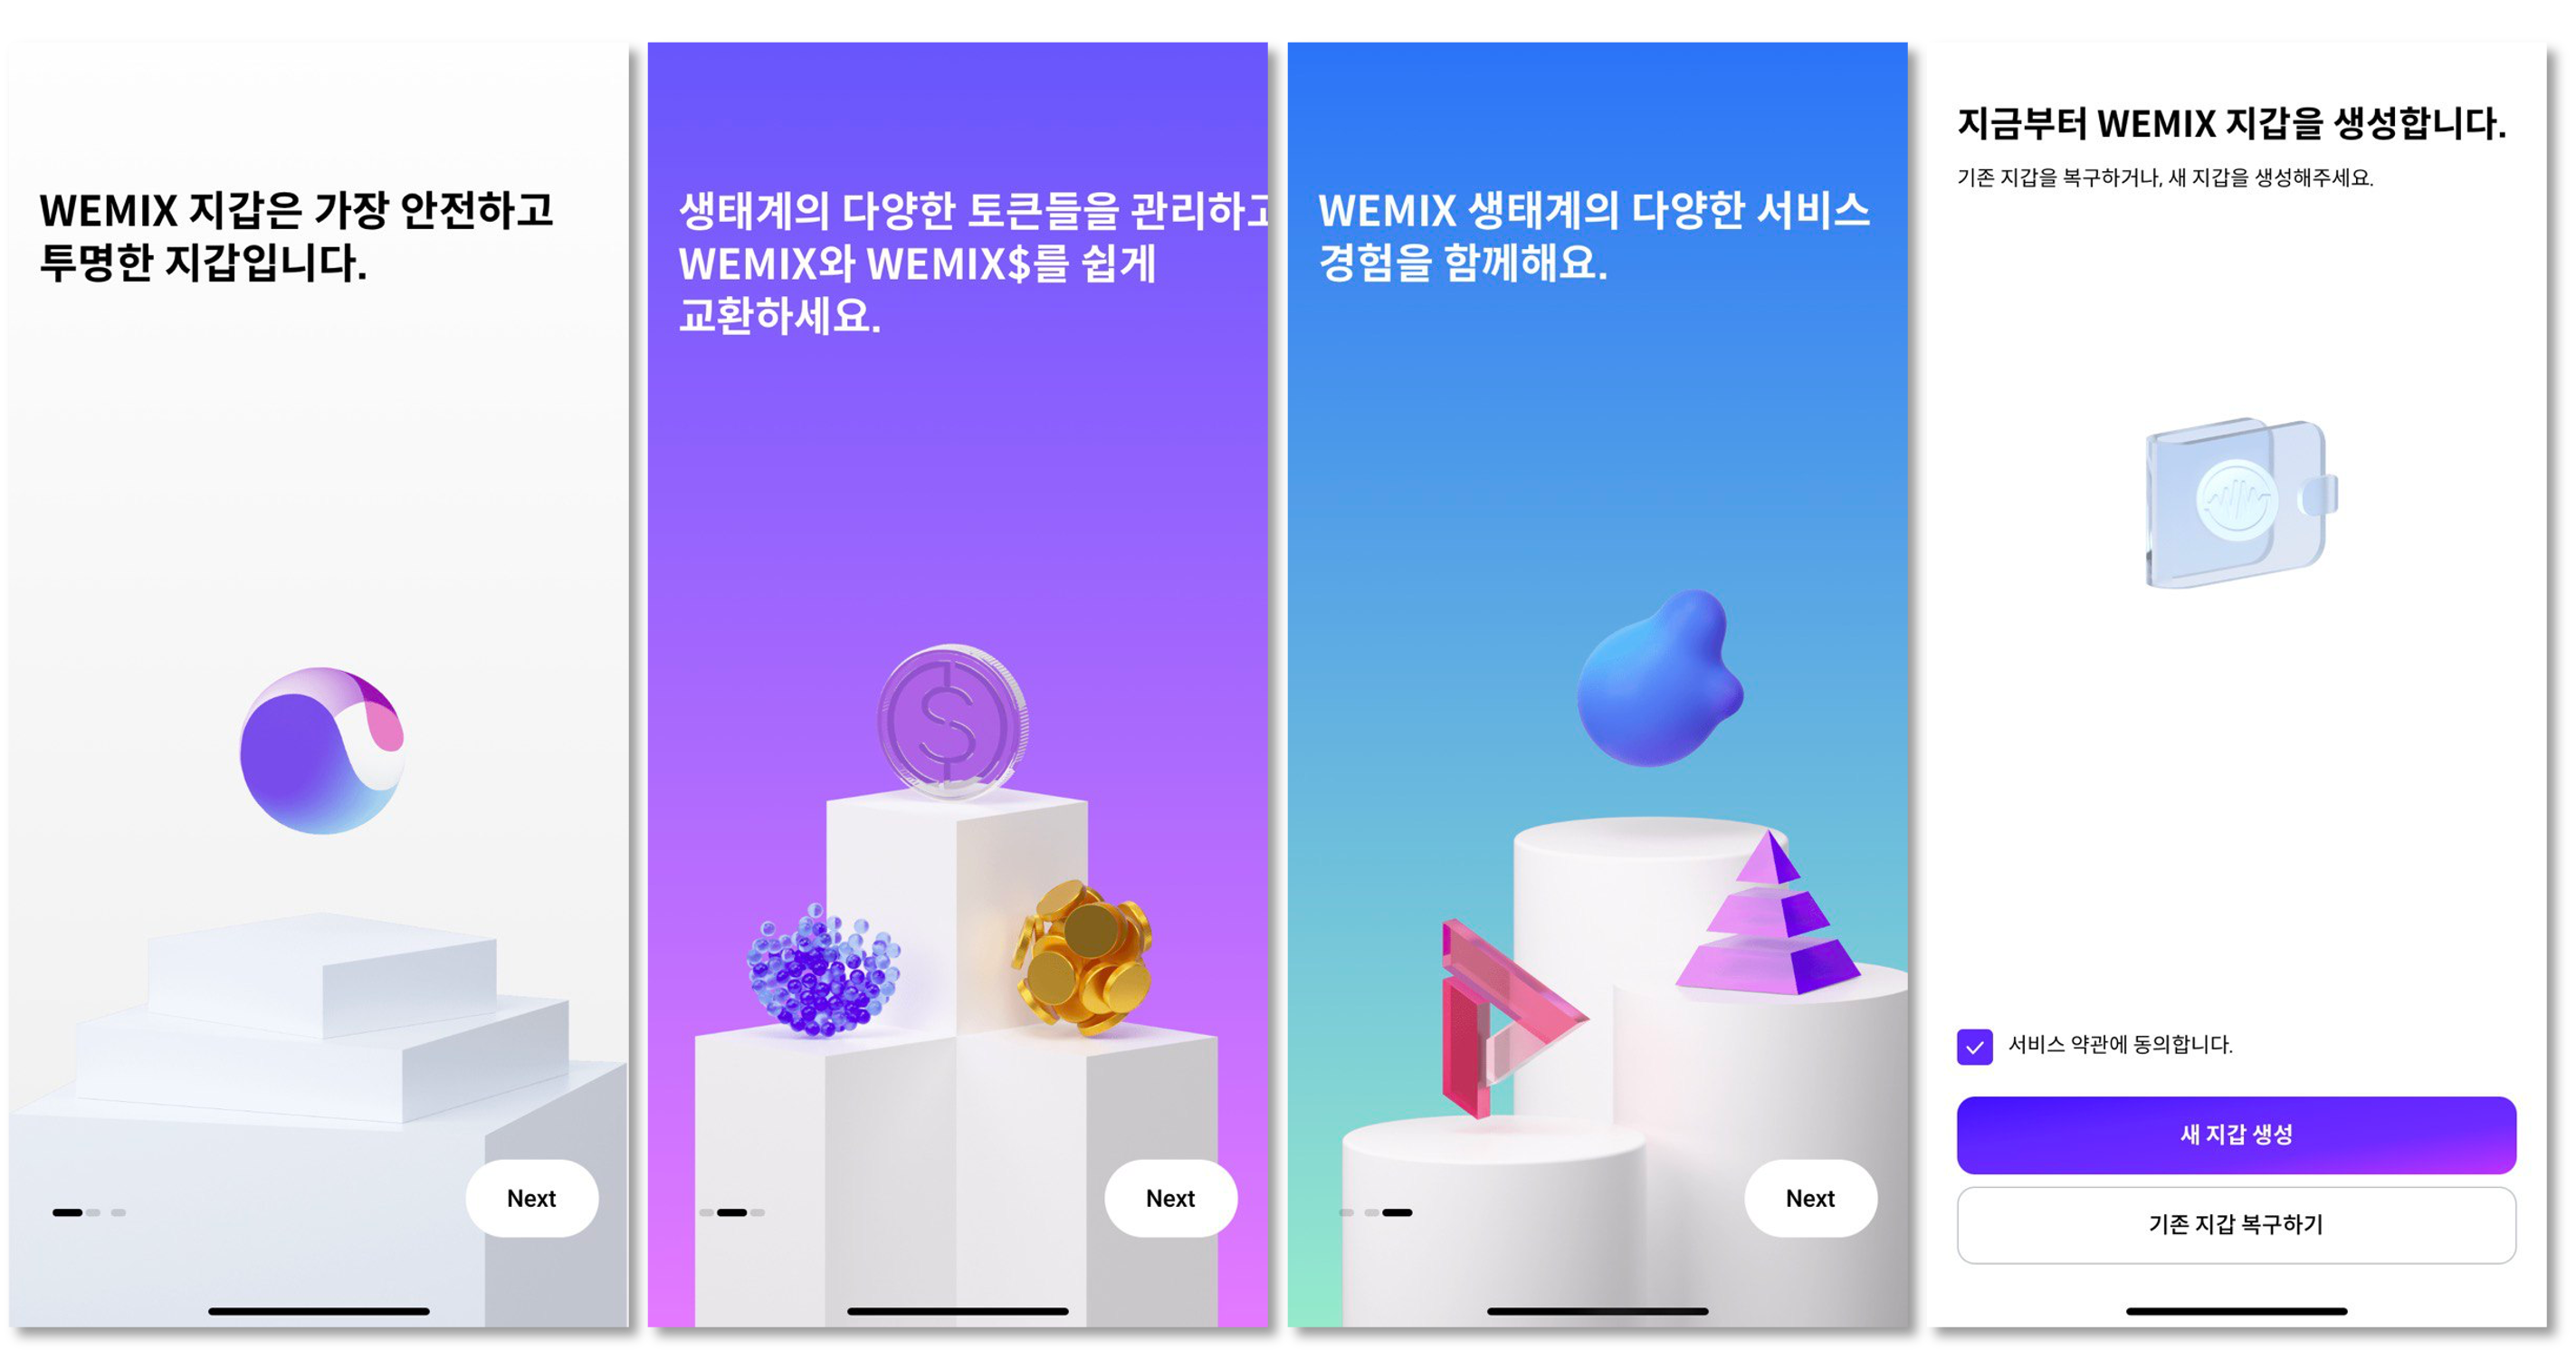 WEMIX 지갑은 가장 안전하고
투명한 지갑입니다.
Next
생태계의 다양한 토큰들을 관리하고
WEMIX와 WEMIX$를 쉽게
교환하세요.
Next
WEMIX 생태계의 다양한 서비스
경험을 함께해요.
Next
지금부터 WEMIX 지갑을 생성합니다.
기존 지갑을 복구하거나, 새 지갑을 생성해주세요.
서비스 약관에 동의합니다.
새 지갑 생성
기존 지갑 복구하기